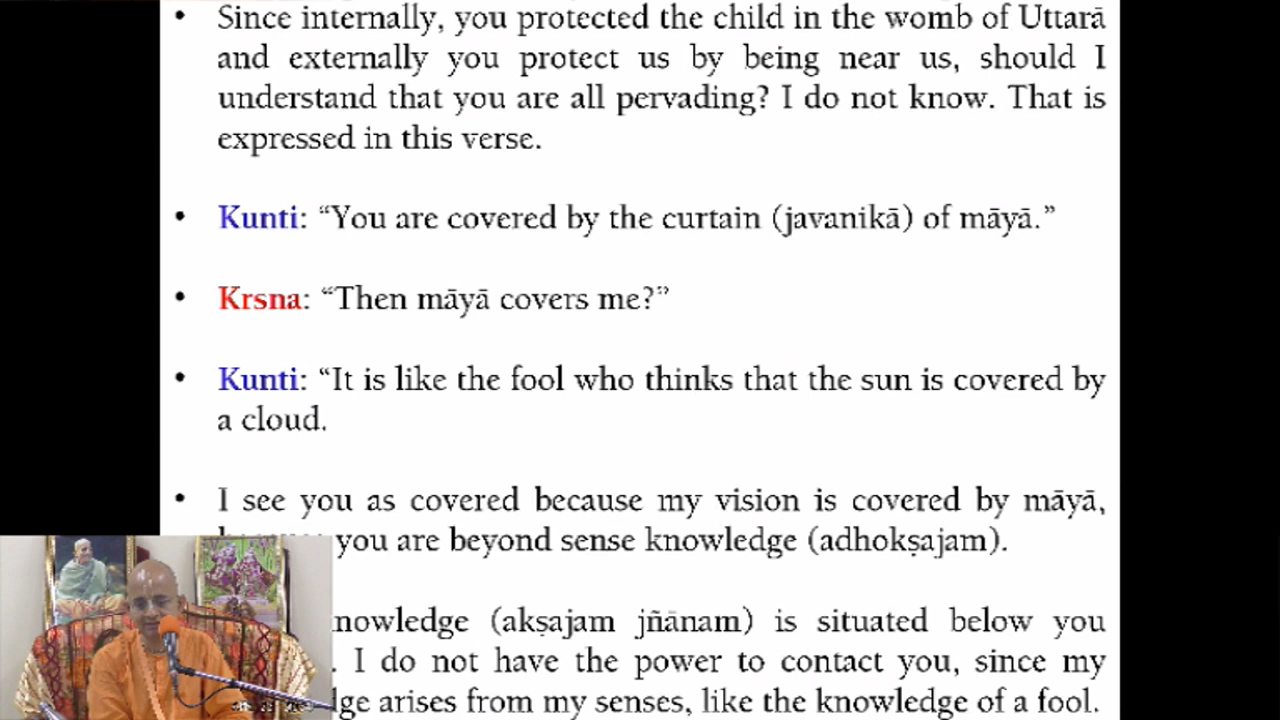 • Since internally, you protected the child in the womb of Uttarā
and externally you protect us by being near us, should I
understand that you are all pervading? I do not know. That is
expressed in this verse.
• Kunti: “You are covered by the curtain (javanikā) of māyā.”
• Krsna: “Then māyā covers me?”
• Kunti: “It is like the fool who thinks that the sun is covered by
a cloud.
• I see you as covered because my vision is covered by māyā,
you are beyond sense knowledge (adhokṣajam).
nowledge (akṣajam jñānam) is situated below you
. I do not have the power to contact you, since my
ge arises from my senses, like the knowledge of a fool.